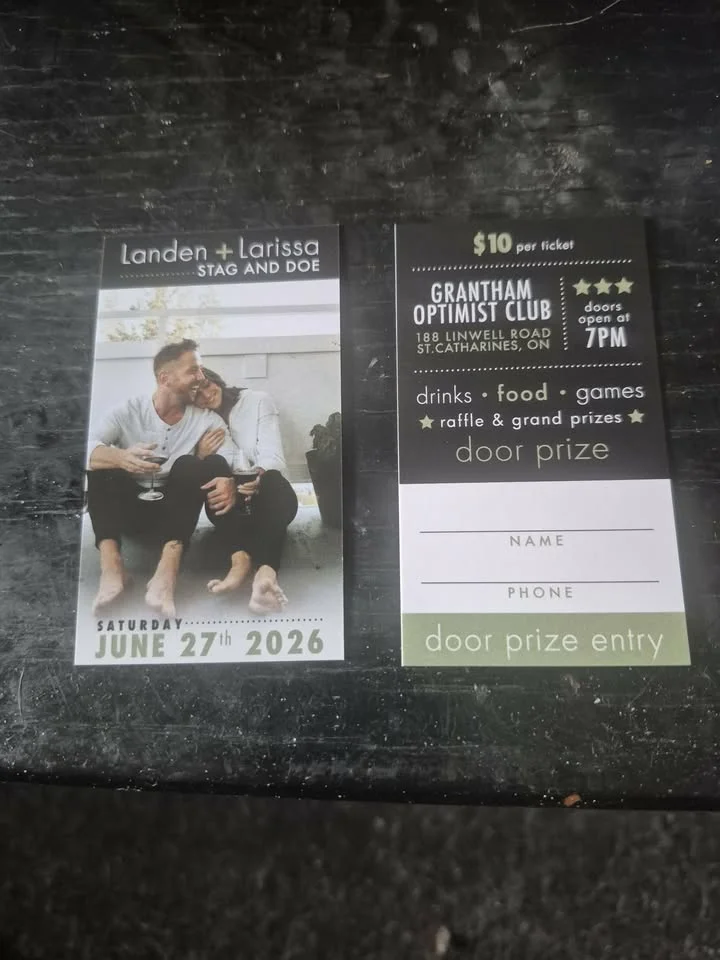 Landen + Larissa
STAG AND DOE
SATURDAY
JUNE 27th 2026
$10 per ticket
GRANTHAM
OPTIMIST CLUB
188 LINWELL ROAD
ST.CATHARINES, ON
doors
open at
7PM
drinks • food • games
raffle & grand prizes
door prize
NAME
PHONE
door prize entry